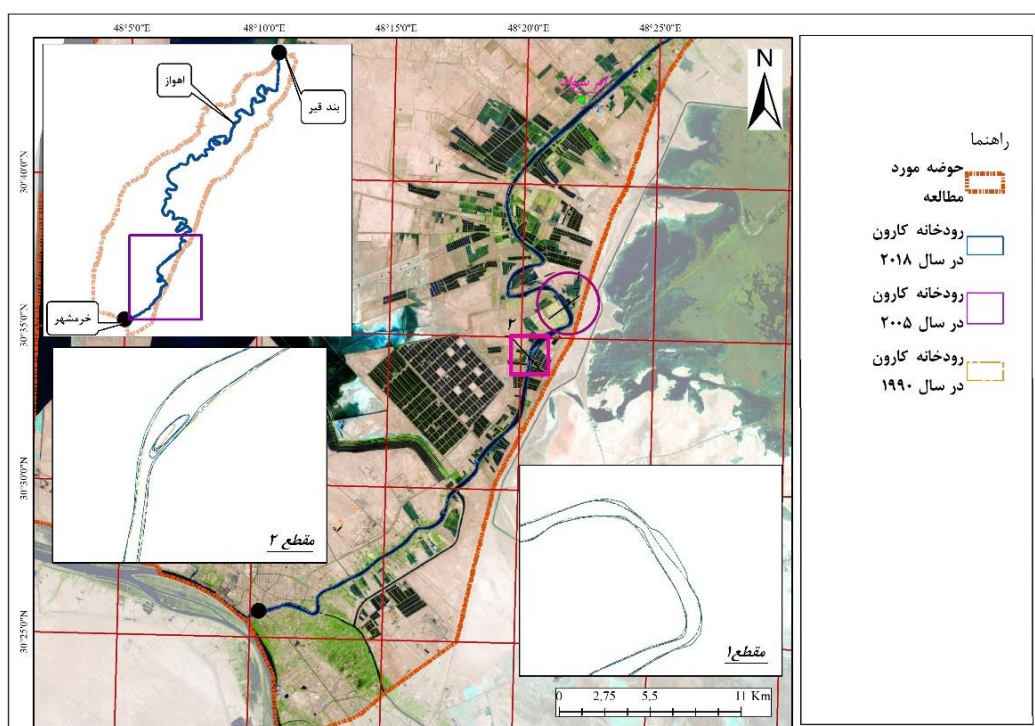 48°5'0"E 48°10'0"E 48°15'0"E 48°20'0"E 48°25'0"E
30°40'0"N
30°35'0"N
30°30'0"N
30°25'0"N
اهواز
بند قیر
خرمشهر
N
۲
مقطع ۲
مقطع۱
0 2,75 5,5 11 Km
راهنما
حوضه مورد
مطالعه
رودخانه کارون
در سال ۲۰۱۸
رودخانه کارون
در سال ۲۰۰۵
رودخانه کارون
در سال ۱۹۹۰